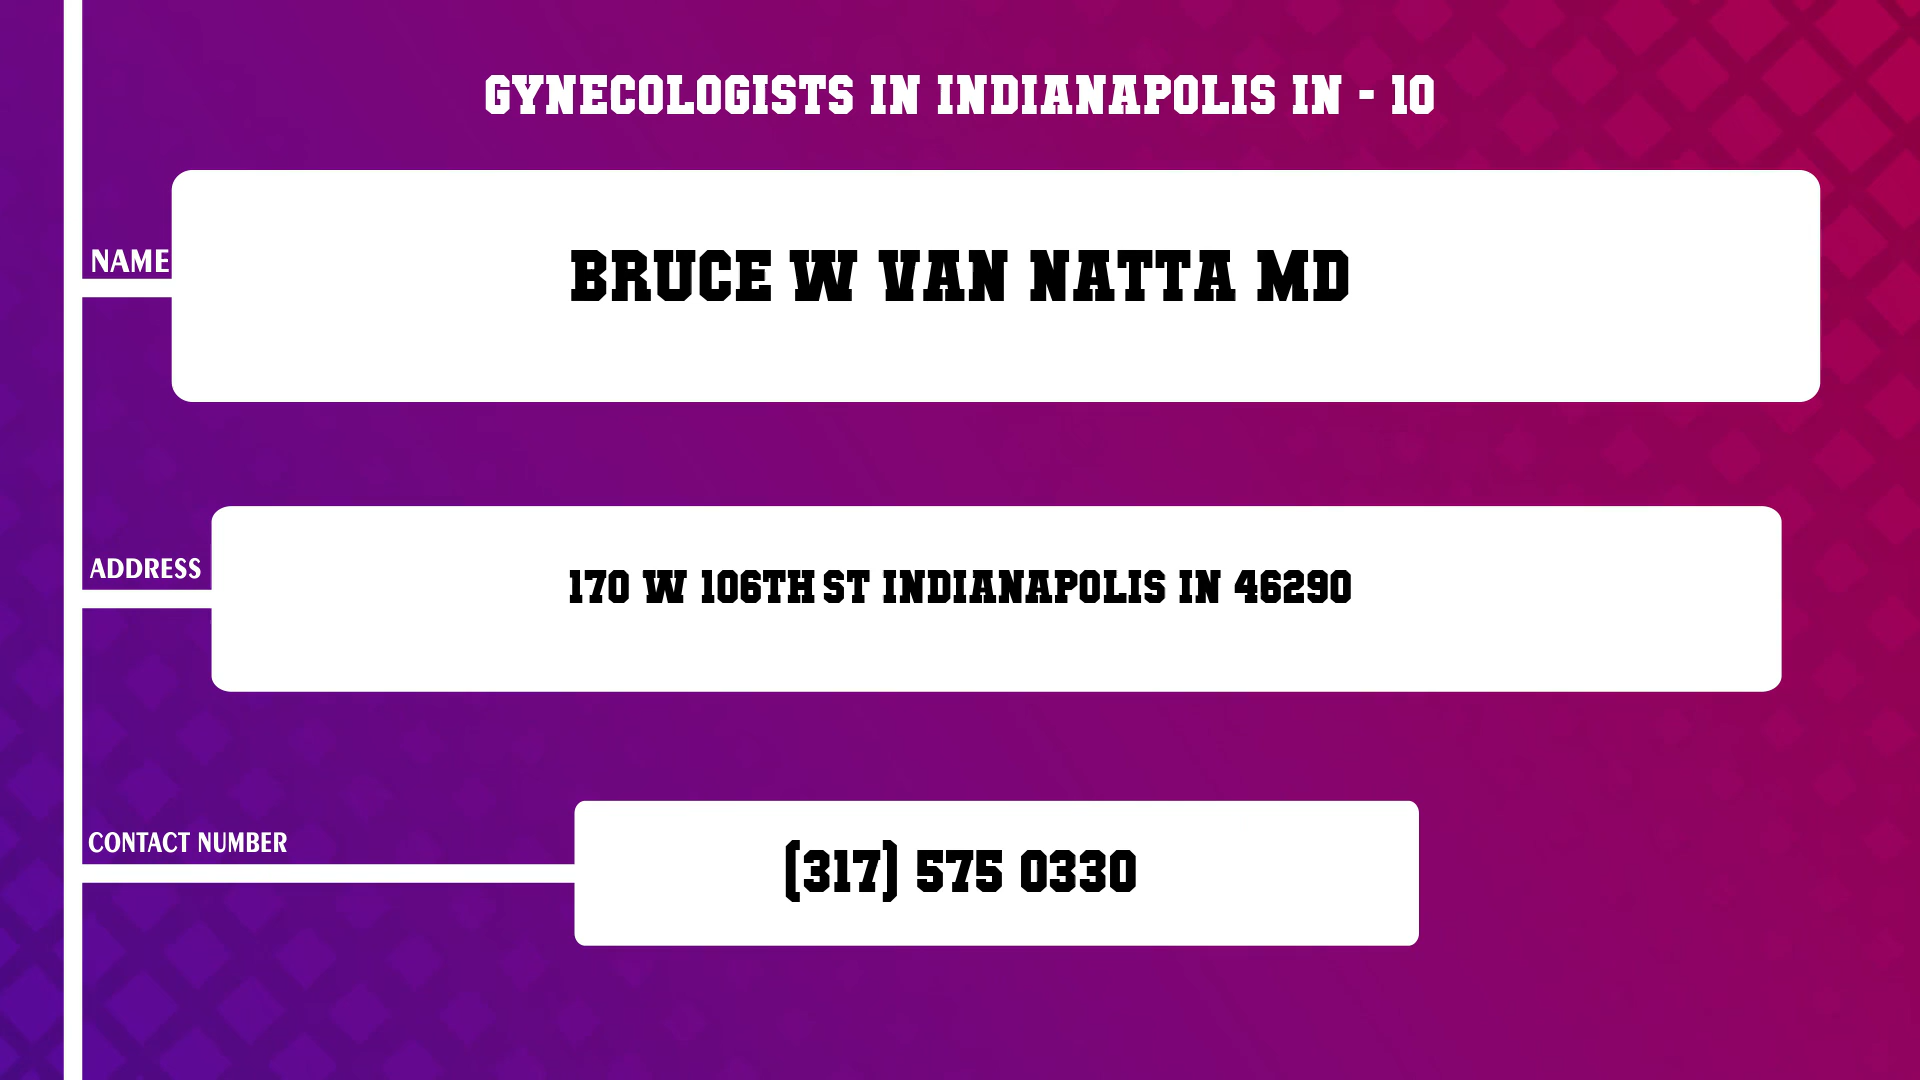 GYNECOLOGISTS IN INDIANAPOLIS IN - 10
NAME
BRUCE W VAN NATTA MD
ADDRESS
170 W 106TH ST INDIANAPOLIS IN 46290
CONTACT NUMBER
(317) 575 0330